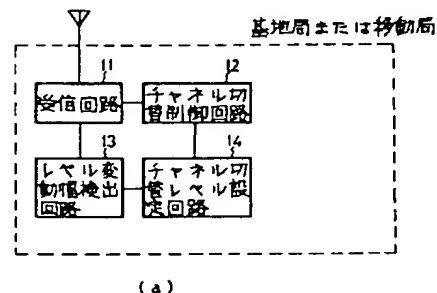 基地局または移動局
11
受信回路
12
チャネル切
替制御回路
13
レベル変
動幅検出
回路
14
チャネル切
替レベル設
定回路
(a)